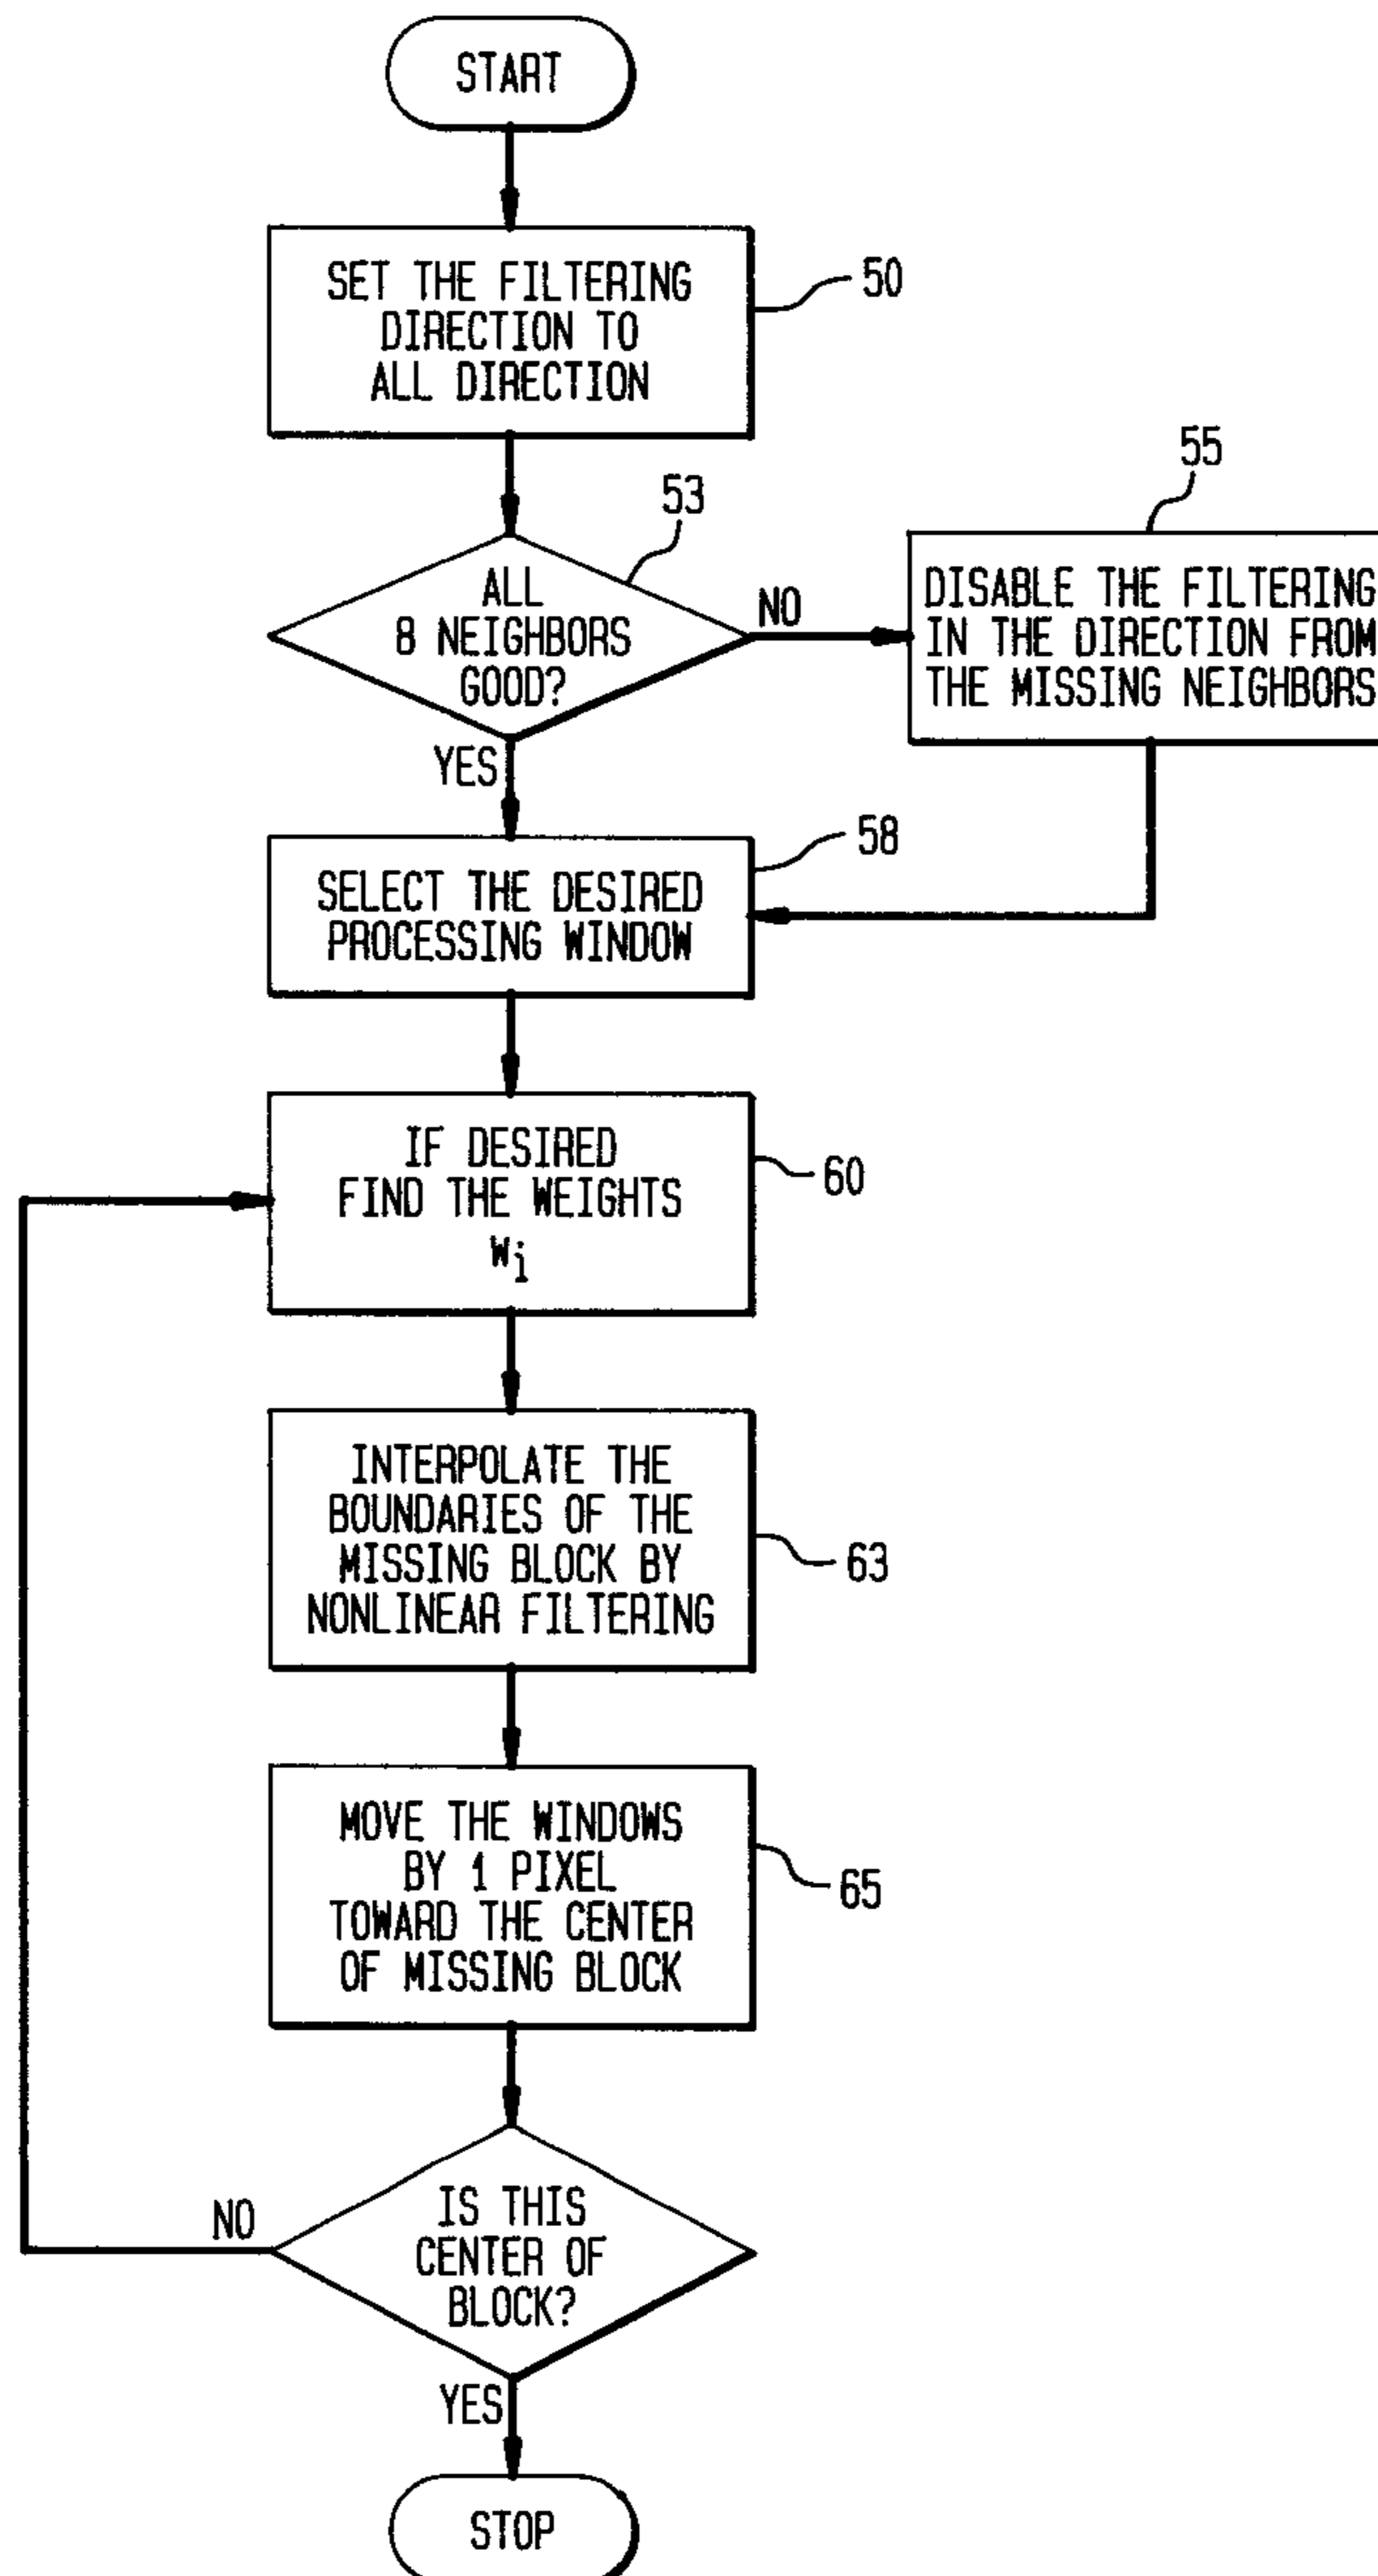 START
SET THE FILTERING
DIRECTION TO
ALL DIRECTION
50
53
ALL
8 NEIGHBORS
GOOD?
NO
YES
55
DISABLE THE FILTERING
IN THE DIRECTION FROM
THE MISSING NEIGHBORS
58
SELECT THE DESIRED
PROCESSING WINDOW
IF DESIRED
FIND THE WEIGHTS
Wi
60
INTERPOLATE THE
BOUNDARIES OF THE
MISSING BLOCK BY
NONLINEAR FILTERING
63
MOVE THE WINDOWS
BY 1 PIXEL
TOWARD THE CENTER
OF MISSING BLOCK
65
NO
IS THIS
CENTER OF
BLOCK?
YES
STOP